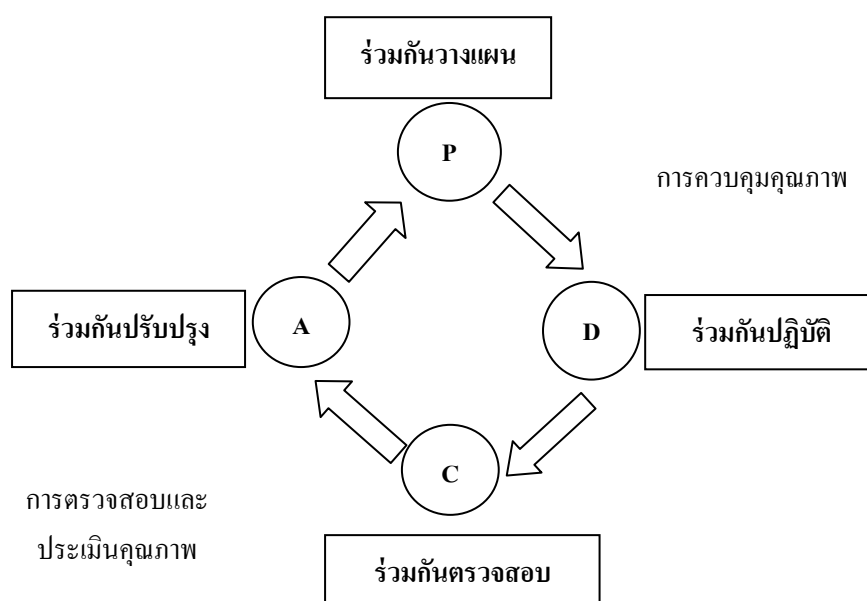 ร่วมกันวางแผน
P
การควบคุมคุณภาพ
ร่วมกันปรับปรุง
A
D
ร่วมกันปฏิบัติ
C
การตรวจสอบและ
ประเมินคุณภาพ
ร่วมกันตรวจสอบ